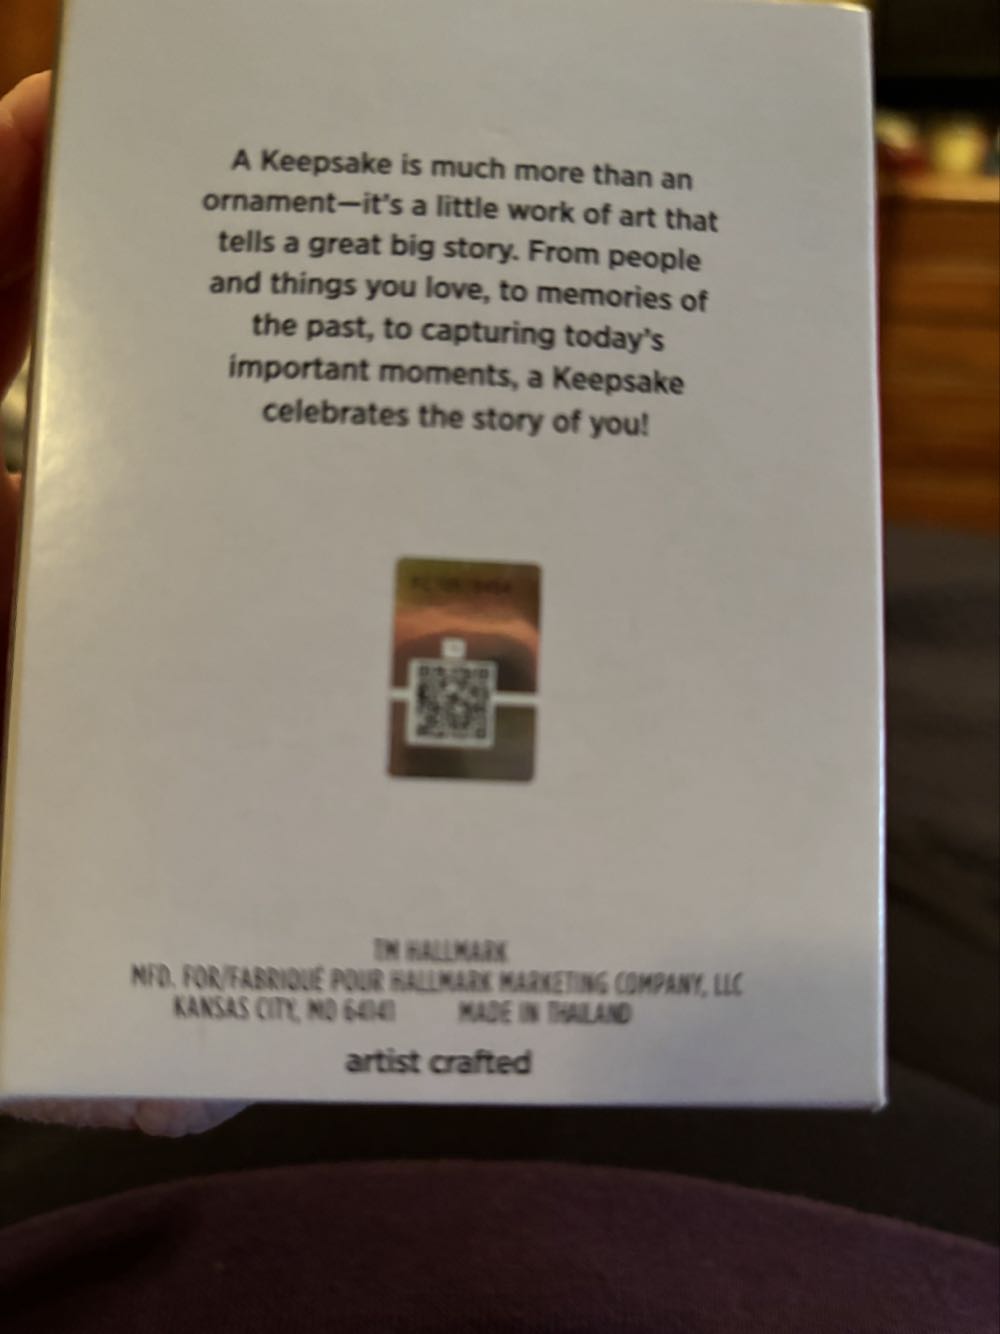 A Keepsake is much more than an
ornament—it's a little work of art that
tells a great big story. From people
and things you love, to memories of
the past, to capturing today's
important moments, a Keepsake
celebrates the story of you!
TM HALLMARK
MFD. FOR/FABRIQUÉ POUR HALLMARK MARKETING COMPANY, LLC
KANSAS CITY, MO 64141 MADE IN THAILAND
artist crafted